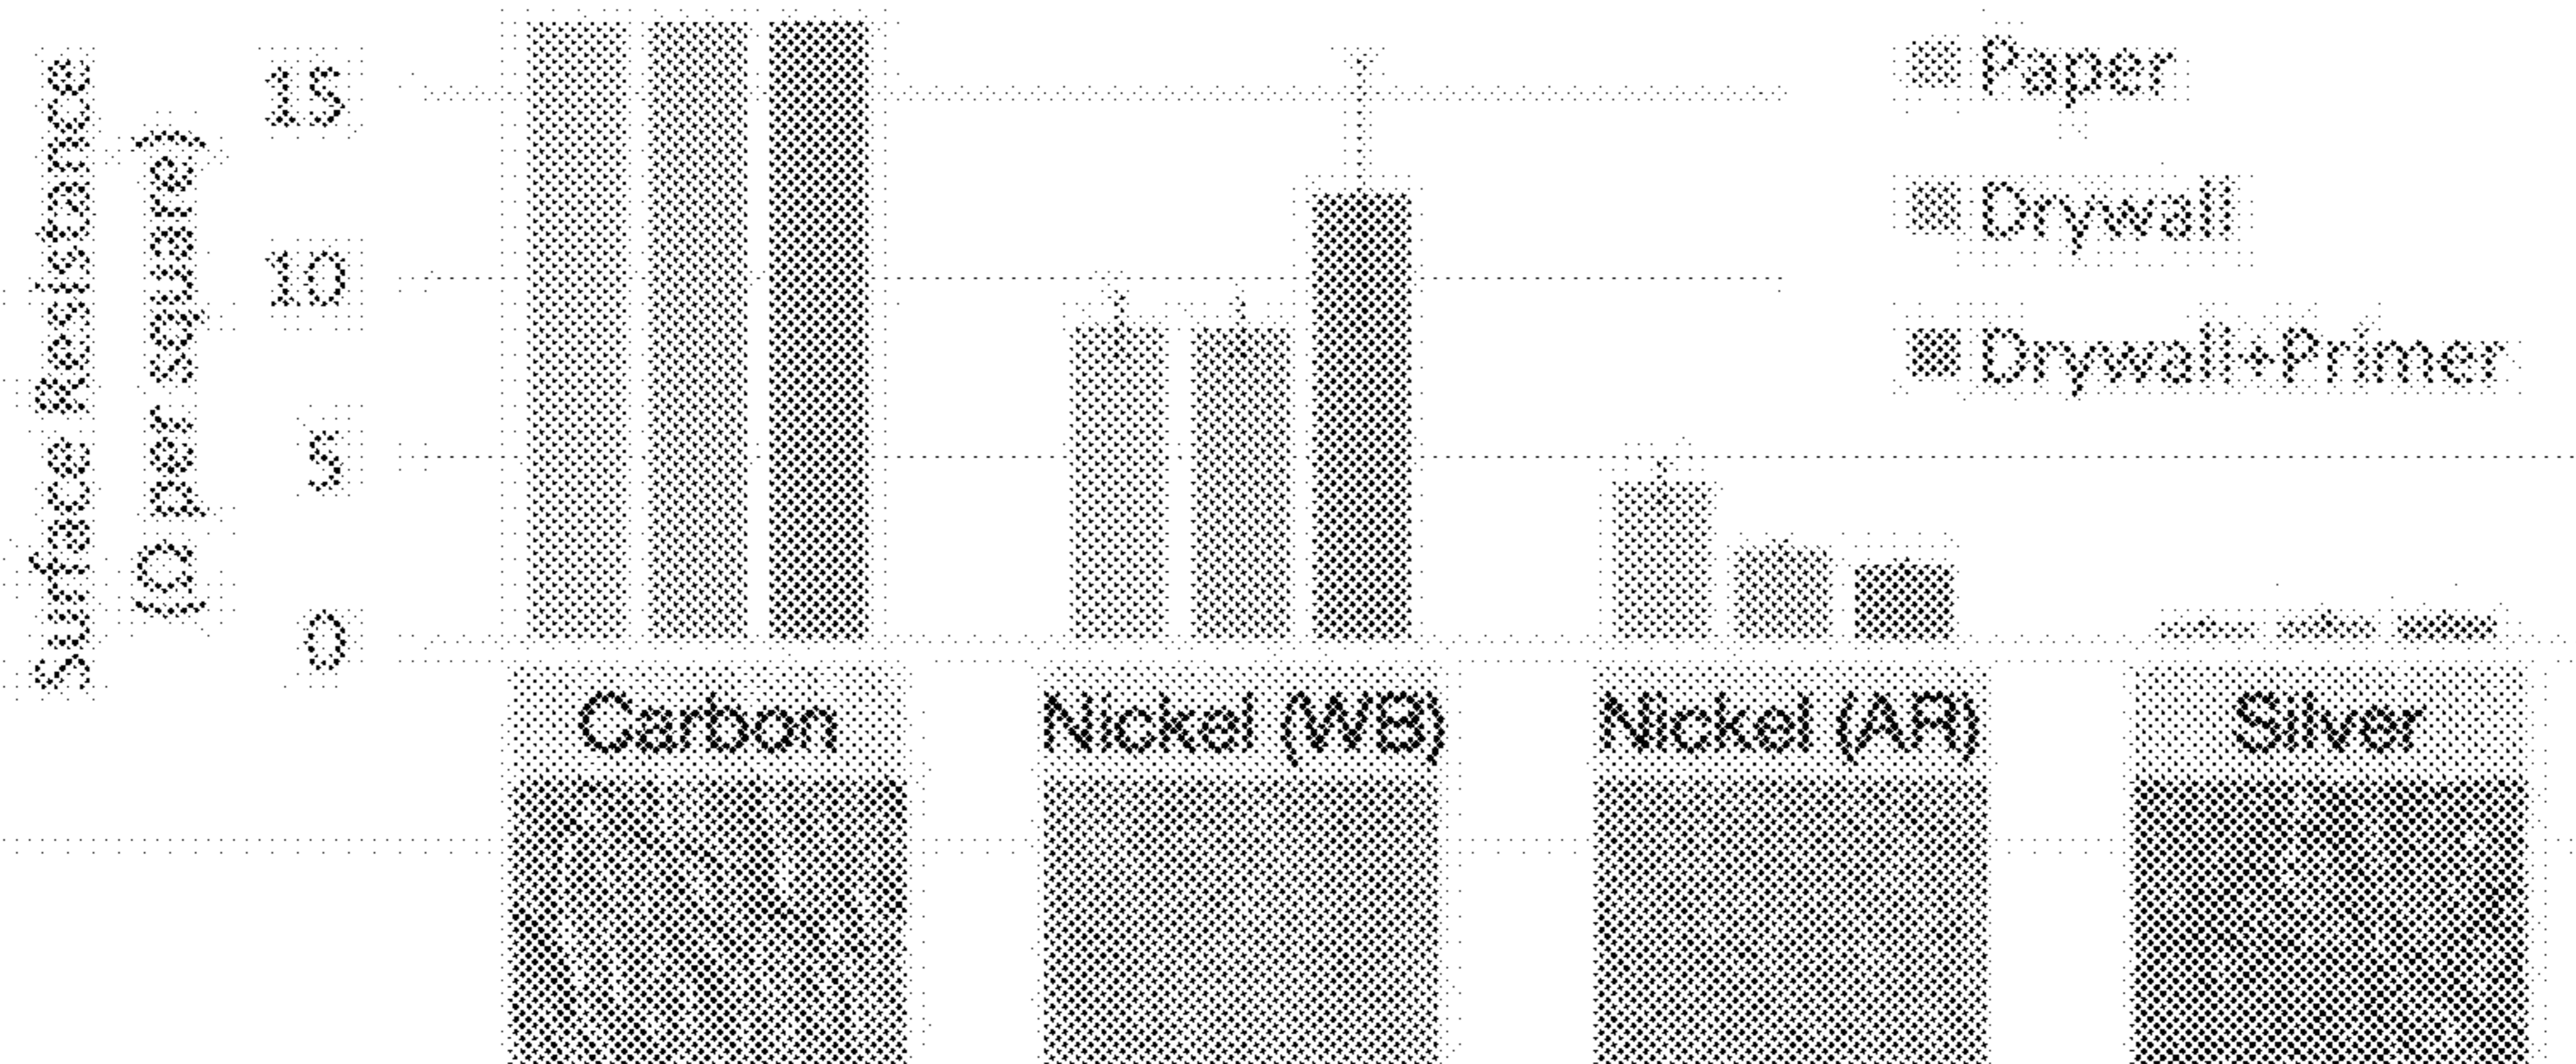 Surface Resistance
(Ω per square)
15
10
5
0
Paper
Drywall
Drywall+Primer
Carbon
Nickel (WB)
Nickel (AR)
Silver